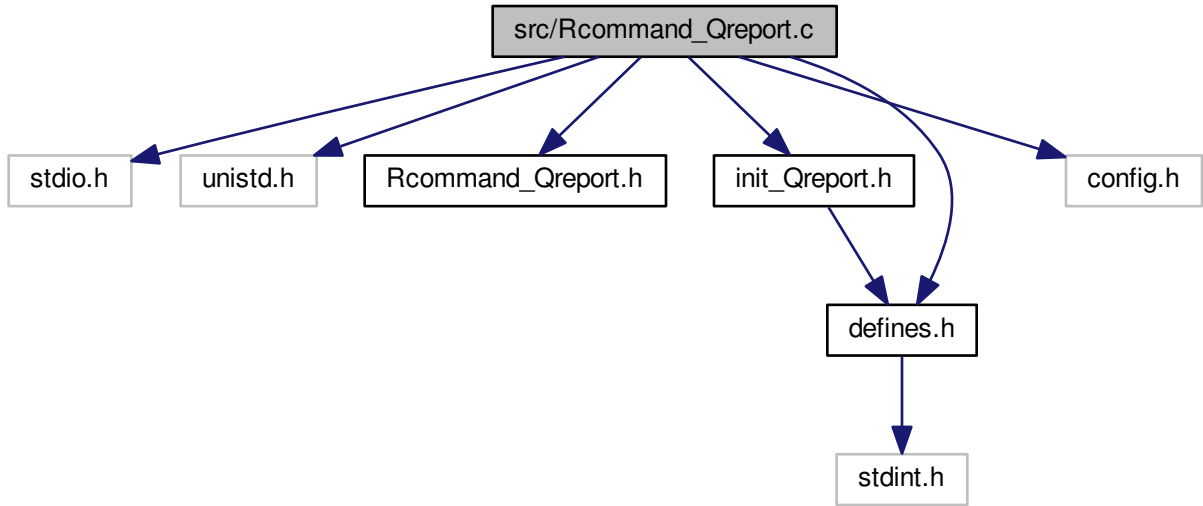 src/Rcommand_Qreport.c
stdio.h
unistd.h
Rcommand_Qreport.h
init_Qreport.h
config.h
defines.h
stdint.h